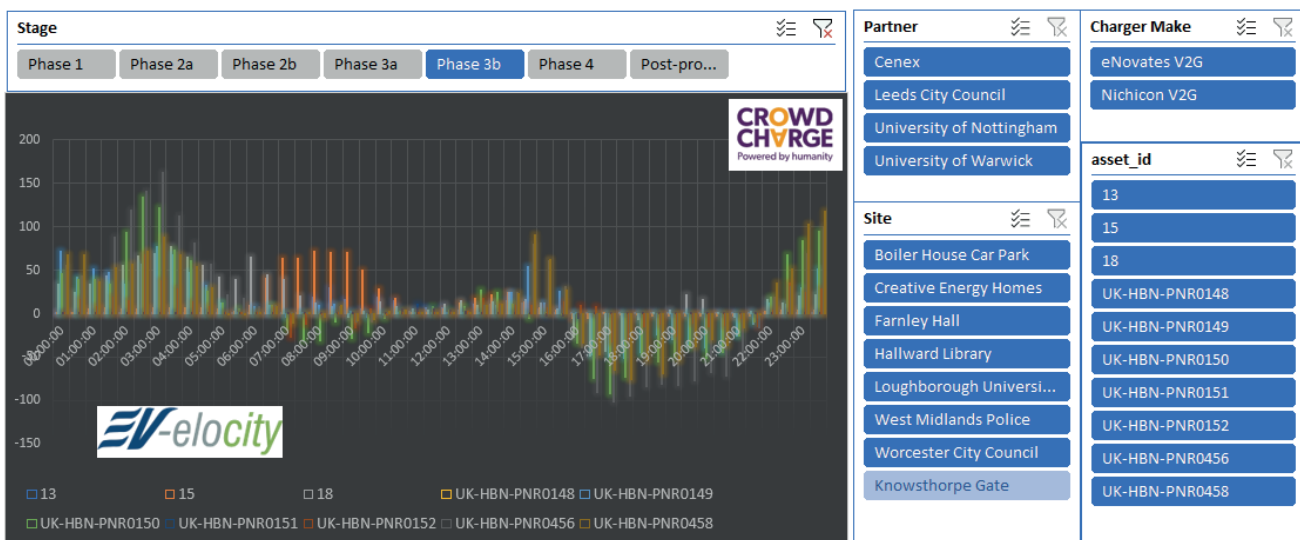 Stage
Phase 1 Phase 2a Phase 2b Phase 3a Phase 3b Phase 4 Post-pro...
CROWD
CHARGE
Powered by humanity
200
150
100
50
0
-100
-150
00:00:00 01:00:00 02:00:00 03:00:00 04:00:00 05:00:00 06:00:00 07:00:00 08:00:00 09:00:00 10:00:00 11:00:00 12:00:00 13:00:00 14:00:00 15:00:00 16:00:00 17:00:00 18:00:00 19:00:00 20:00:00 21:00:00 22:00:00 23:00:00
EV-elocity
13 15 18 UK-HBN-PNR0148 UK-HBN-PNR0149
UK-HBN-PNR0150 UK-HBN-PNR0151 UK-HBN-PNR0152 UK-HBN-PNR0456 UK-HBN-PNR0458
Partner
Cenex
Leeds City Council
University of Nottingham
University of Warwick
Site
Boiler House Car Park
Creative Energy Homes
Farnley Hall
Hallward Library
Loughborough Universi...
West Midlands Police
Worcester City Council
Knowsthorpe Gate
Charger Make
eNovates V2G
Nichicon V2G
asset_id
13
15
18
UK-HBN-PNR0148
UK-HBN-PNR0149
UK-HBN-PNR0150
UK-HBN-PNR0151
UK-HBN-PNR0152
UK-HBN-PNR0456
UK-HBN-PNR0458